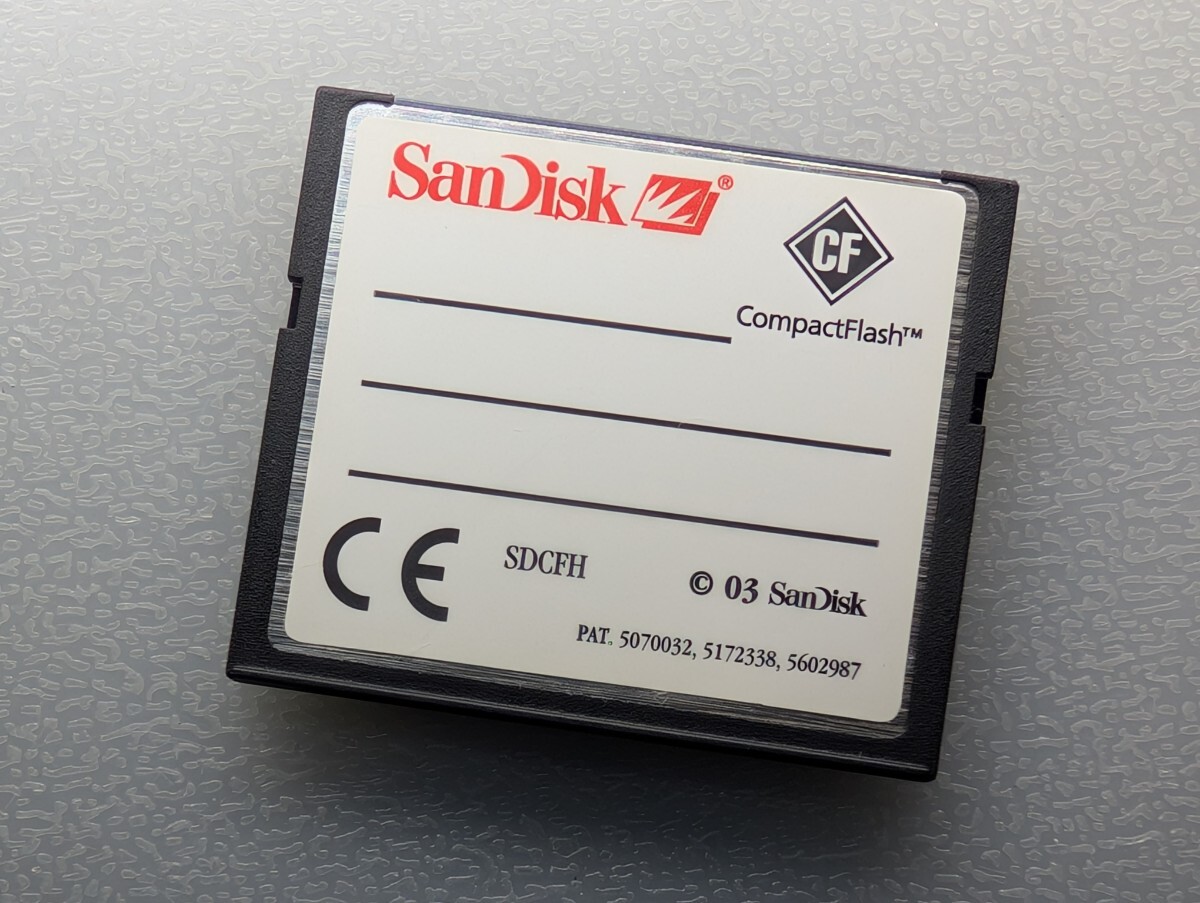 SanDisk ®
CF
CompactFlash™
CE
SDCFH
© 03 SanDisk
PAT. 5070032, 5172338, 5602987